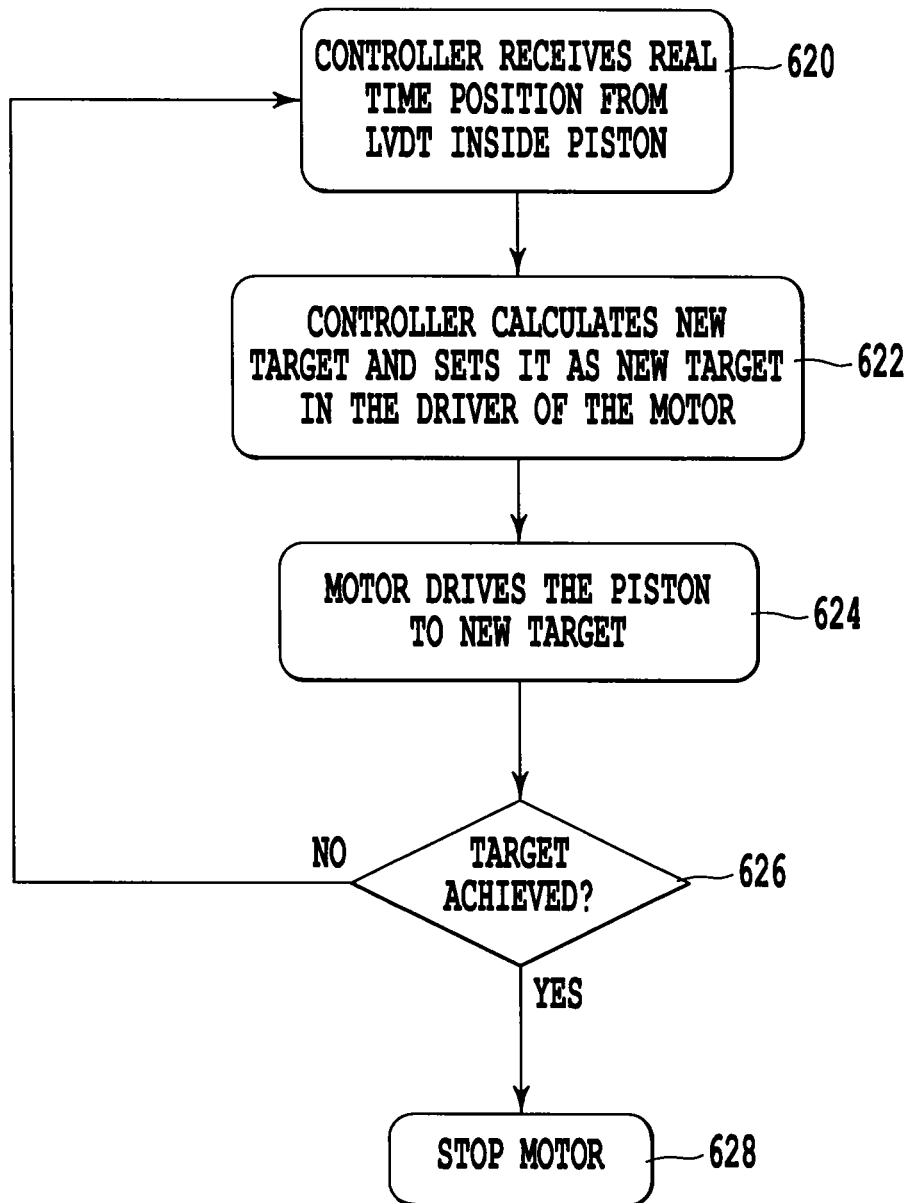 CONTROLLER RECEIVES REAL
TIME POSITION FROM
LVDT INSIDE PISTON
620
CONTROLLER CALCULATES NEW
TARGET AND SETS IT AS NEW TARGET
IN THE DRIVER OF THE MOTOR
622
MOTOR DRIVES THE PISTON
TO NEW TARGET
624
NO
TARGET
ACHIEVED?
626
YES
STOP MOTOR
628